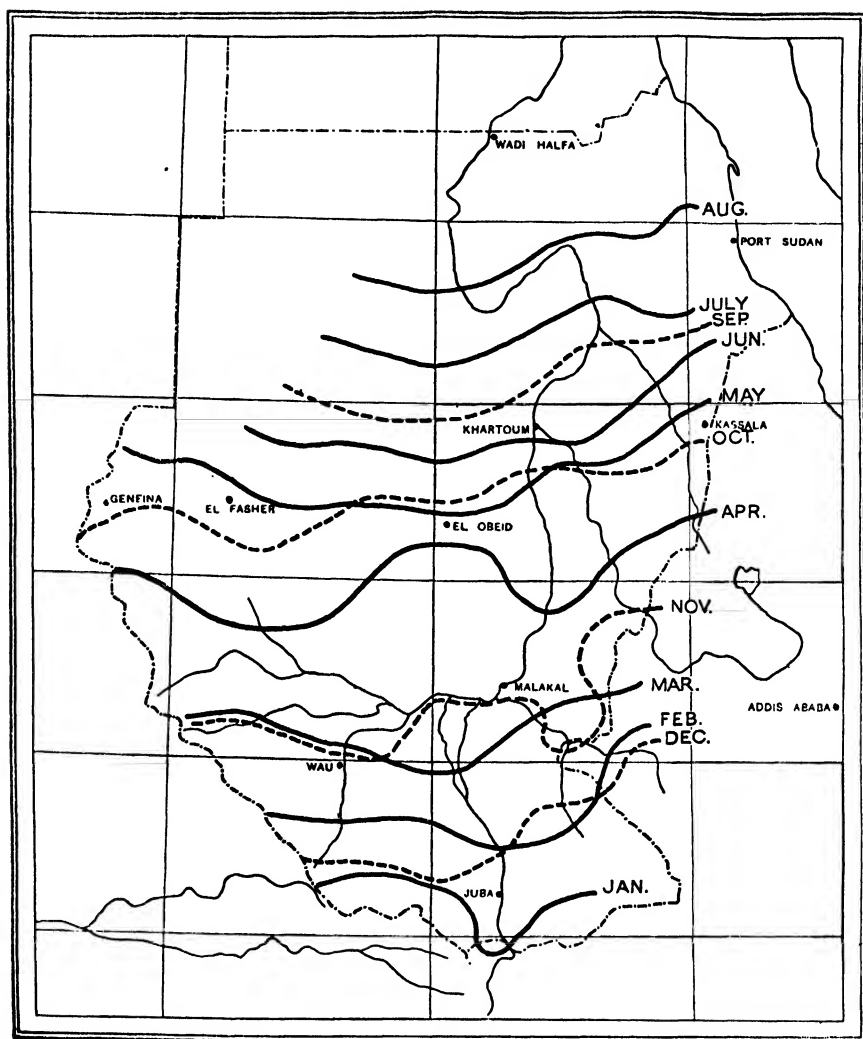 WADI HALFA
AUG.
PORT SUDAN
JULY
SEP.
JUN.
MAY
KHARTOUM
KASSALA
OCT.
GENEINA
EL FASHER
EL OBEID
APR.
NOV.
MALAKAL
MAR.
ADDIS ABABA
FEB.
DEC.
WAU
JUBA
JAN.